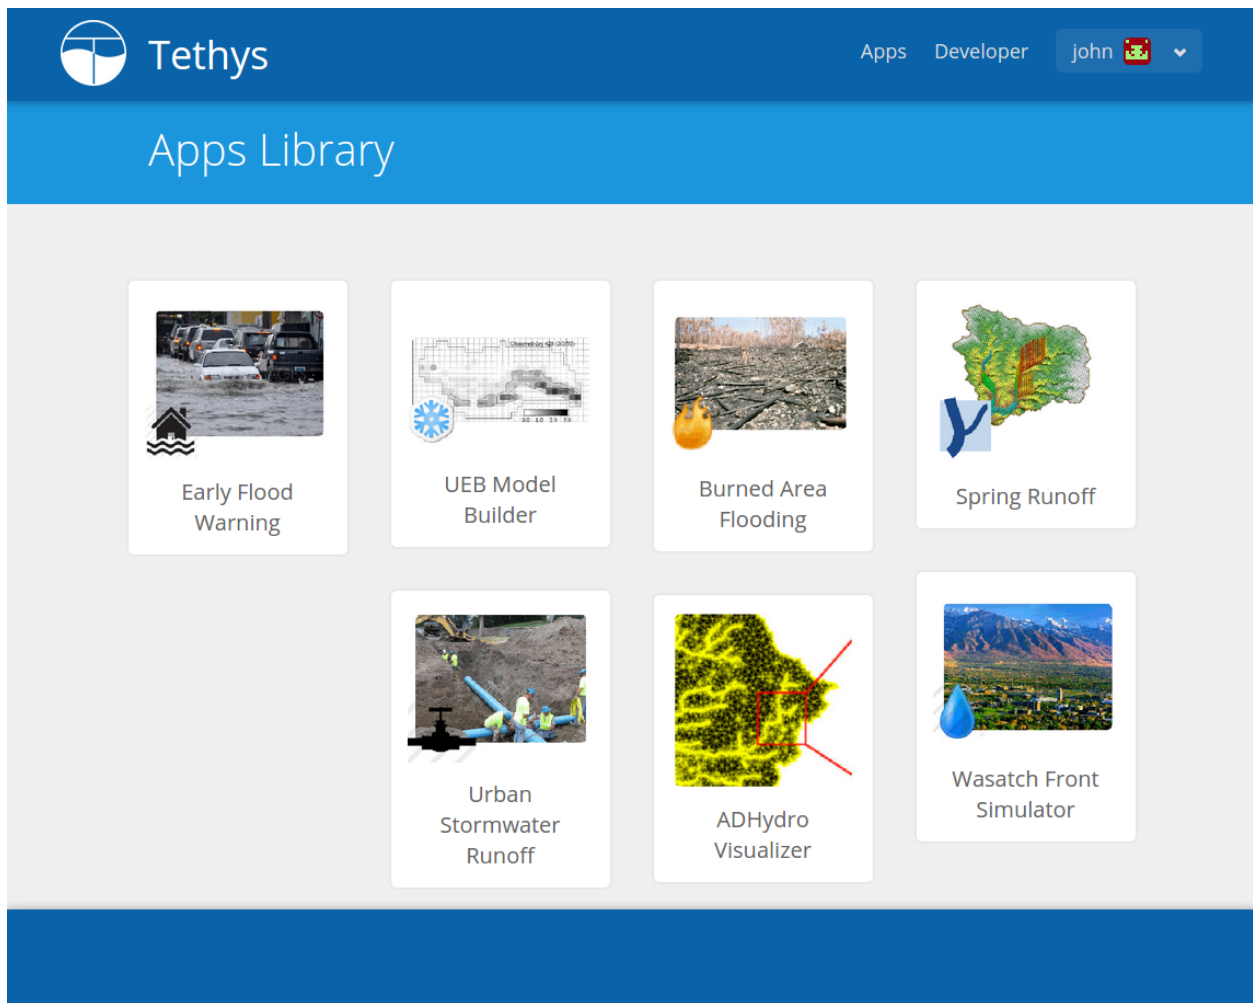 Tethys
Apps Developer john
Apps Library
Early Flood
Warning
UEB Model
Builder
Burned Area
Flooding
Spring Runoff
Urban
Stormwater
Runoff
ADHydro
Visualizer
Wasatch Front
Simulator